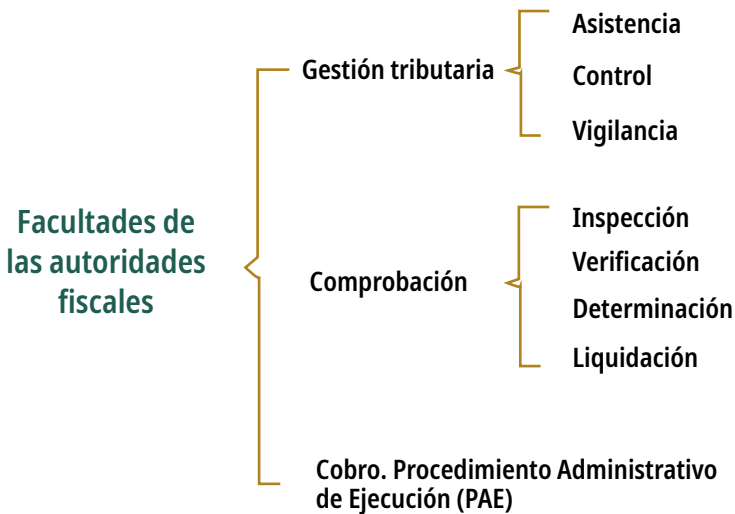 Facultades de
las autoridades
fiscales
Gestión tributaria
Asistencia
Control
Vigilancia
Comprobación
Inspección
Verificación
Determinación
Liquidación
Cobro. Procedimiento Administrativo
de Ejecución (PAE)